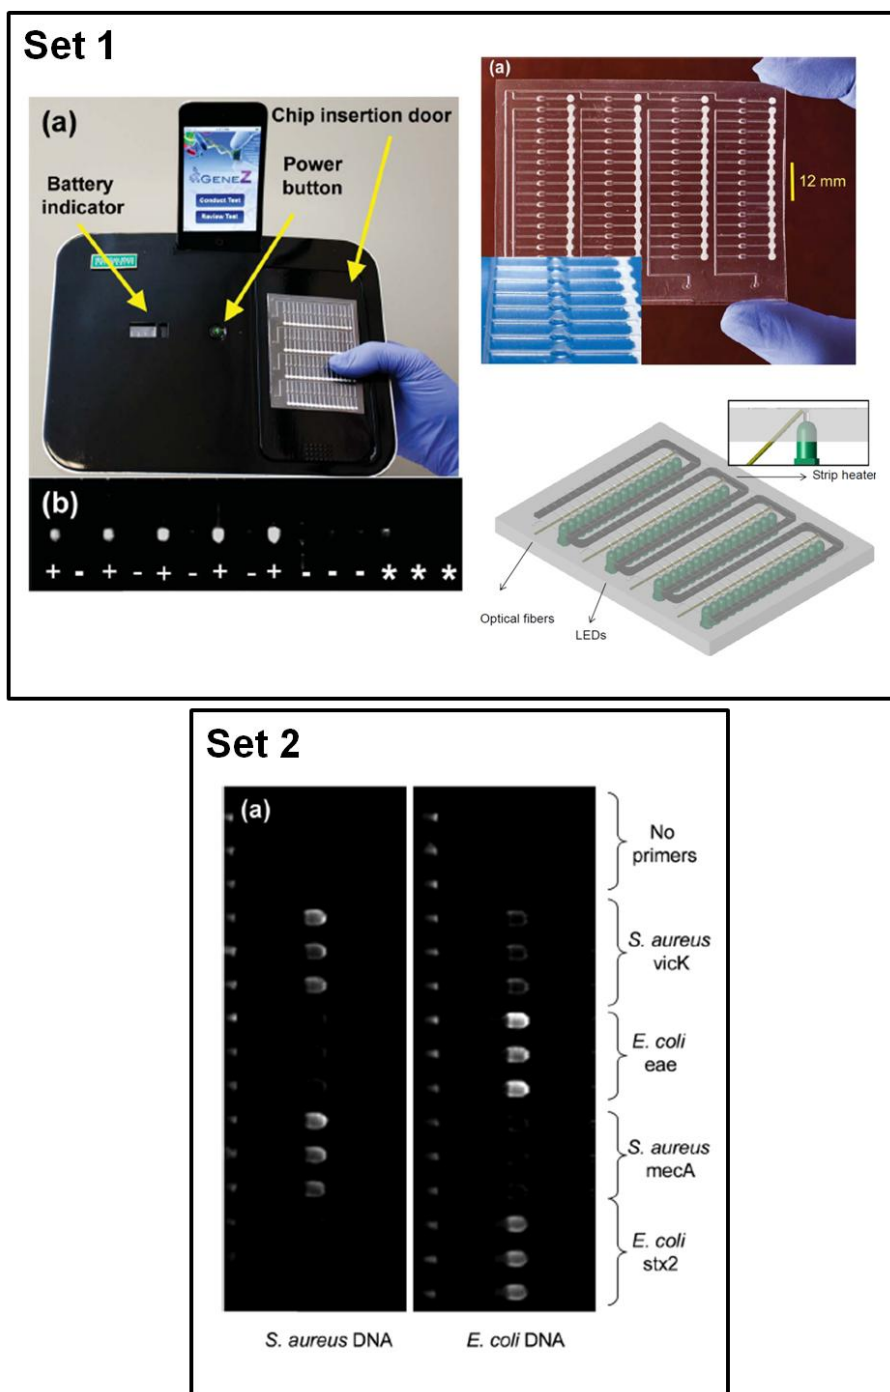 Set 1
(a)
Chip insertion door
Power
button
Battery
indicator
GENEZ
Conduct Test
Review Test
(b)
+ - + - + - + - + - - - * * *
(a)
12 mm
Strip heater
Optical fibers
LEDs
Set 2
(a)
No
primers
S. aureus
vicK
E. coli
eae
S. aureus
mecA
E. coli
stx2
S. aureus DNA
E. coli DNA